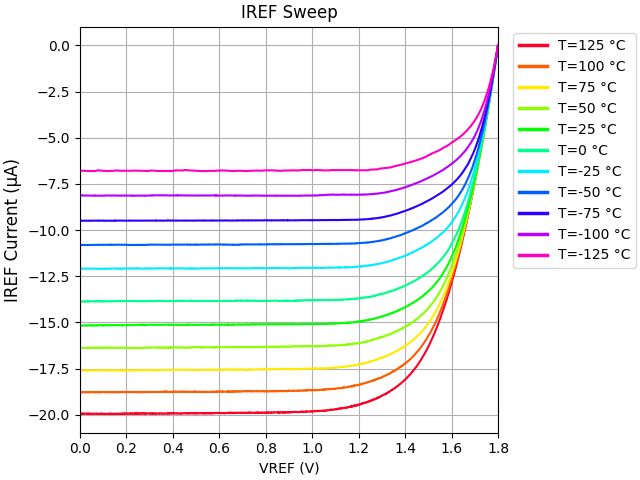 IREF Sweep
IREF Current (μA)
0.0
−2.5
−5.0
−7.5
−10.0
−12.5
−15.0
−17.5
−20.0
0.0 0.2 0.4 0.6 0.8 1.0 1.2 1.4 1.6 1.8
VREF (V)
T=125 °C
T=100 °C
T=75 °C
T=50 °C
T=25 °C
T=0 °C
T=-25 °C
T=-50 °C
T=-75 °C
T=-100 °C
T=-125 °C